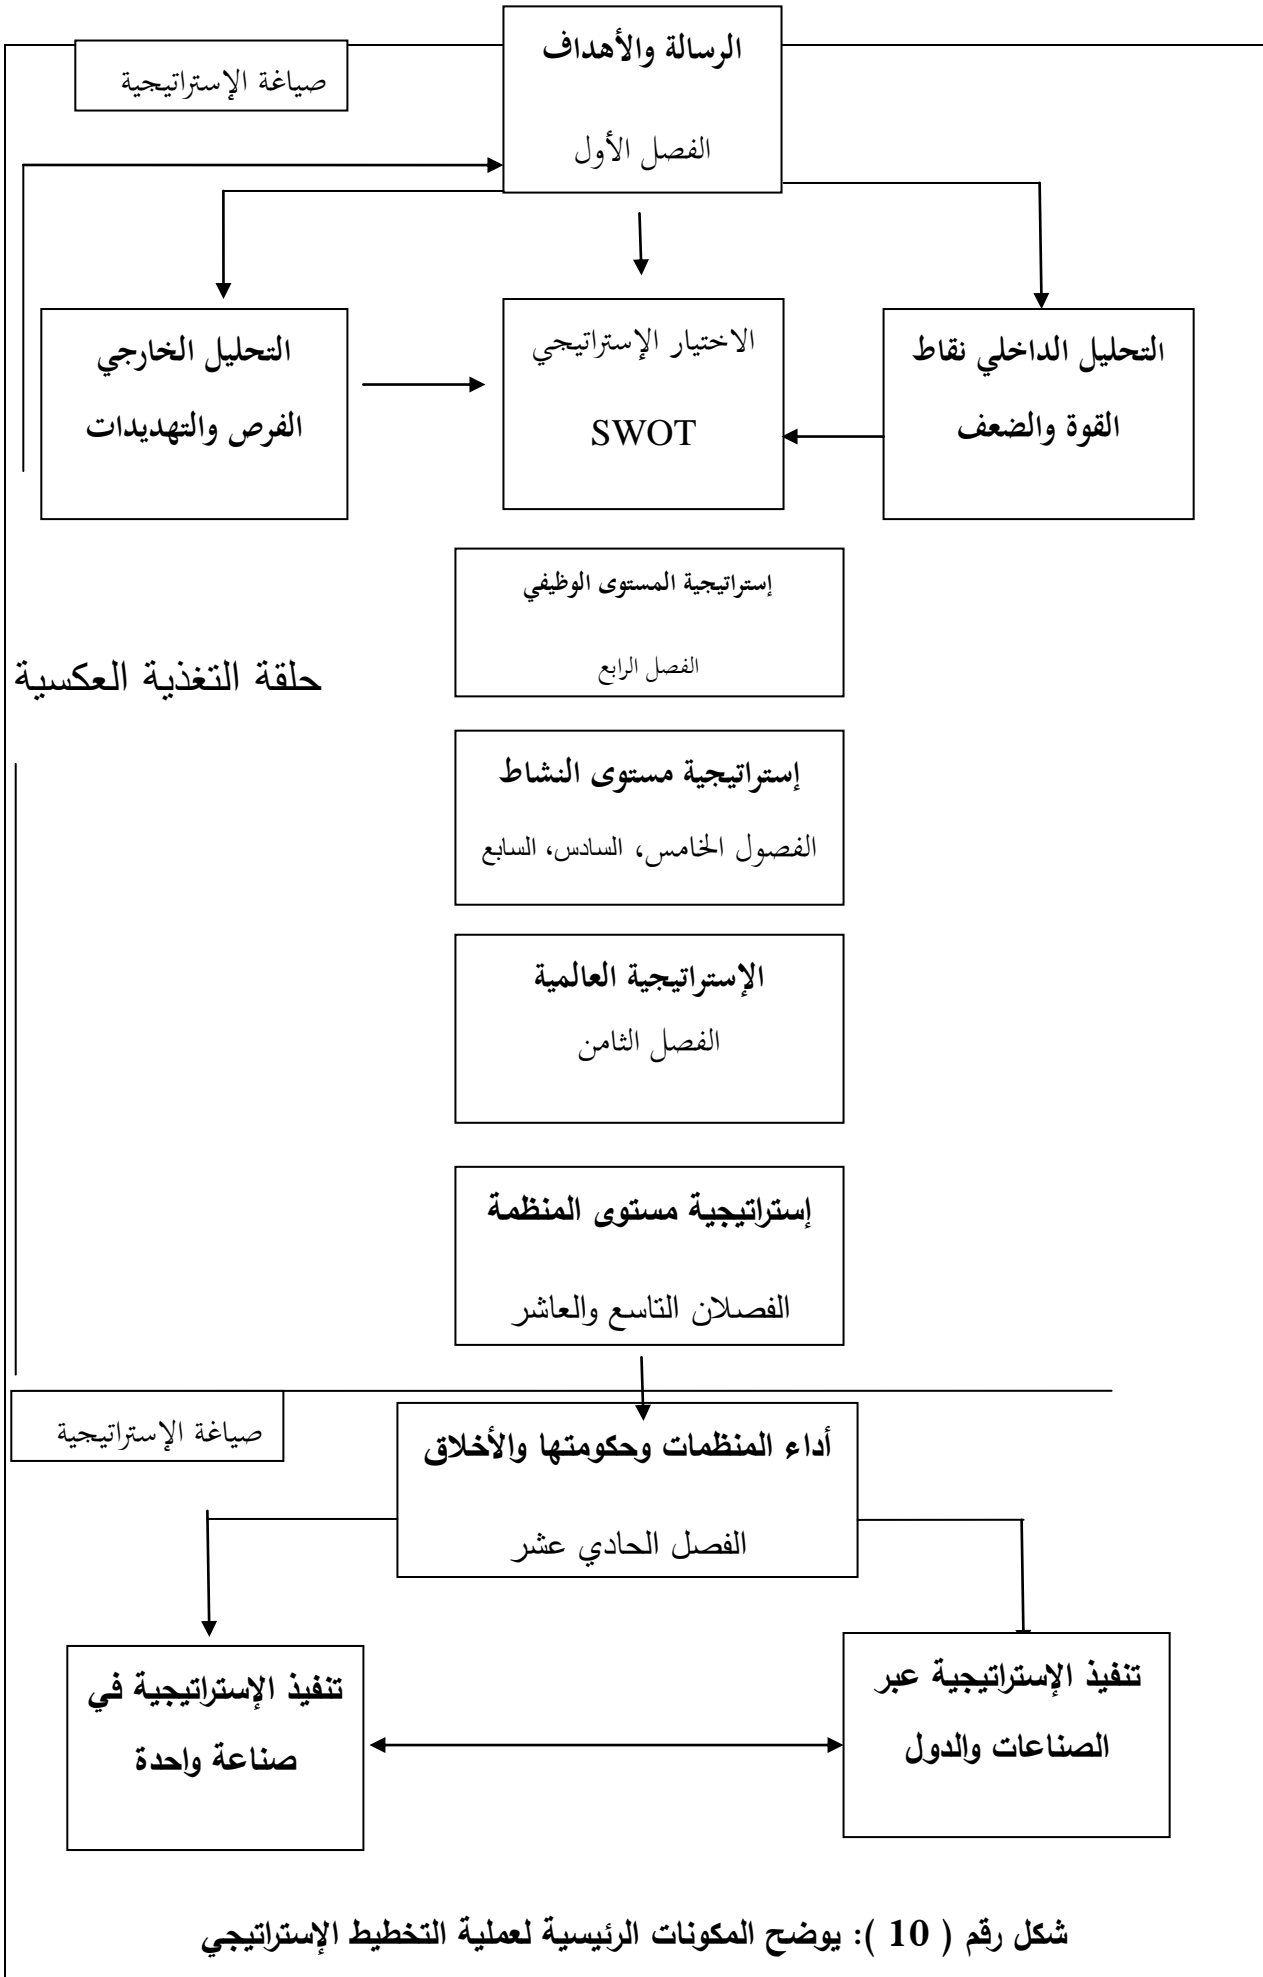 الرسالة والأهداف
الفصل الأول
صياغة الإستراتيجية
التحليل الداخلي نقاط
القوة والضعف
الاختيار الإستراتيجي
SWOT
التحليل الخارجي
الفرص والتهديدات
إستراتيجية المستوى الوظيفي
الفصل الرابع
حلقة التغذية العكسية
إستراتيجية مستوى النشاط
الفصول الخامس، السادس، السابع
الإستراتيجية العالمية
الفصل الثامن
إستراتيجية مستوى المنظمة
الفصلان التاسع والعاشر
صياغة الإستراتيجية
أداء المنظمات وحكومتها والأخلاق
الفصل الحادي عشر
تنفيذ الإستراتيجية عبر
الصناعات والدول
تنفيذ الإستراتيجية في
صناعة واحدة
شكل رقم ( 10 ): يوضح المكونات الرئيسية لعملية التخطيط الإستراتيجي